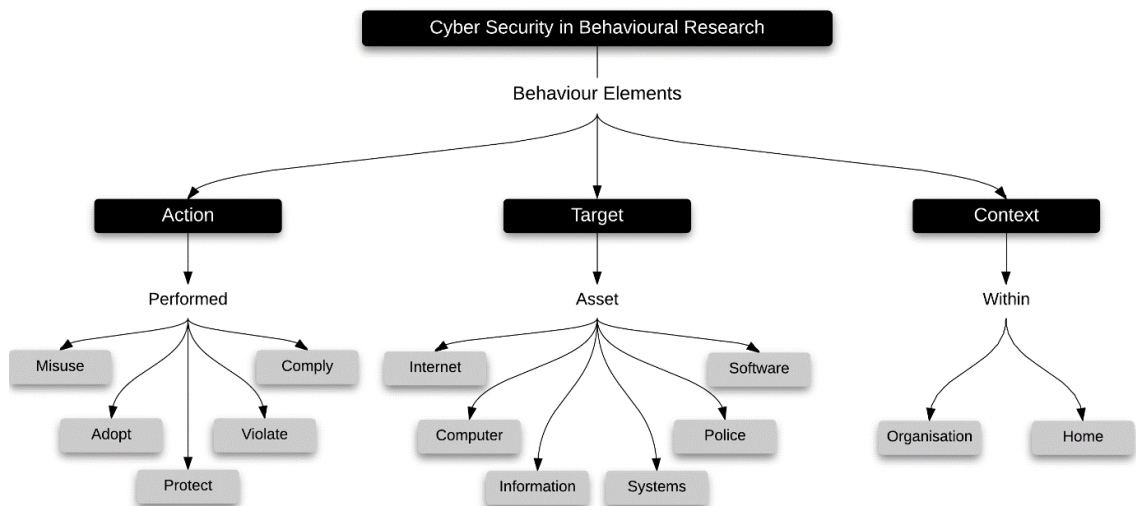 Cyber Security in Behavioural Research
Behaviour Elements
Action
Target
Context
Performed
Asset
Within
Misuse
Comply
Adopt
Violate
Protect
Internet
Software
Computer
Police
Information
Systems
Organisation
Home